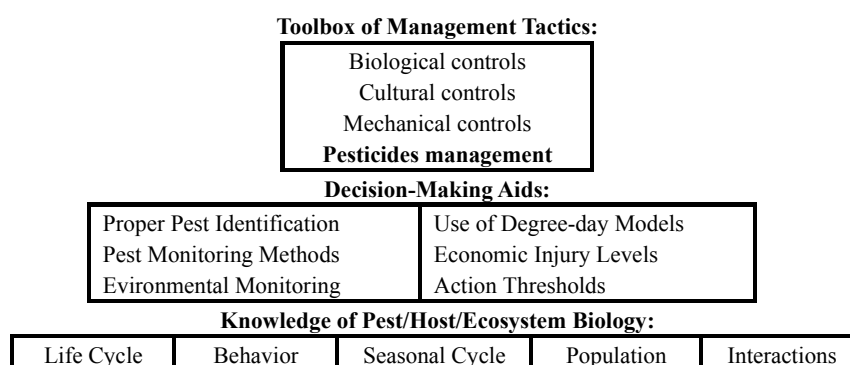 Toolbox of Management Tactics:
Biological controls
Cultural controls
Mechanical controls
Pesticides management
Decision-Making Aids:
Proper Pest Identification
Pest Monitoring Methods
Evironmental Monitoring
Use of Degree-day Models
Economic Injury Levels
Action Thresholds
Knowledge of Pest/Host/Ecosystem Biology:
Life Cycle Behavior Seasonal Cycle Population Interactions